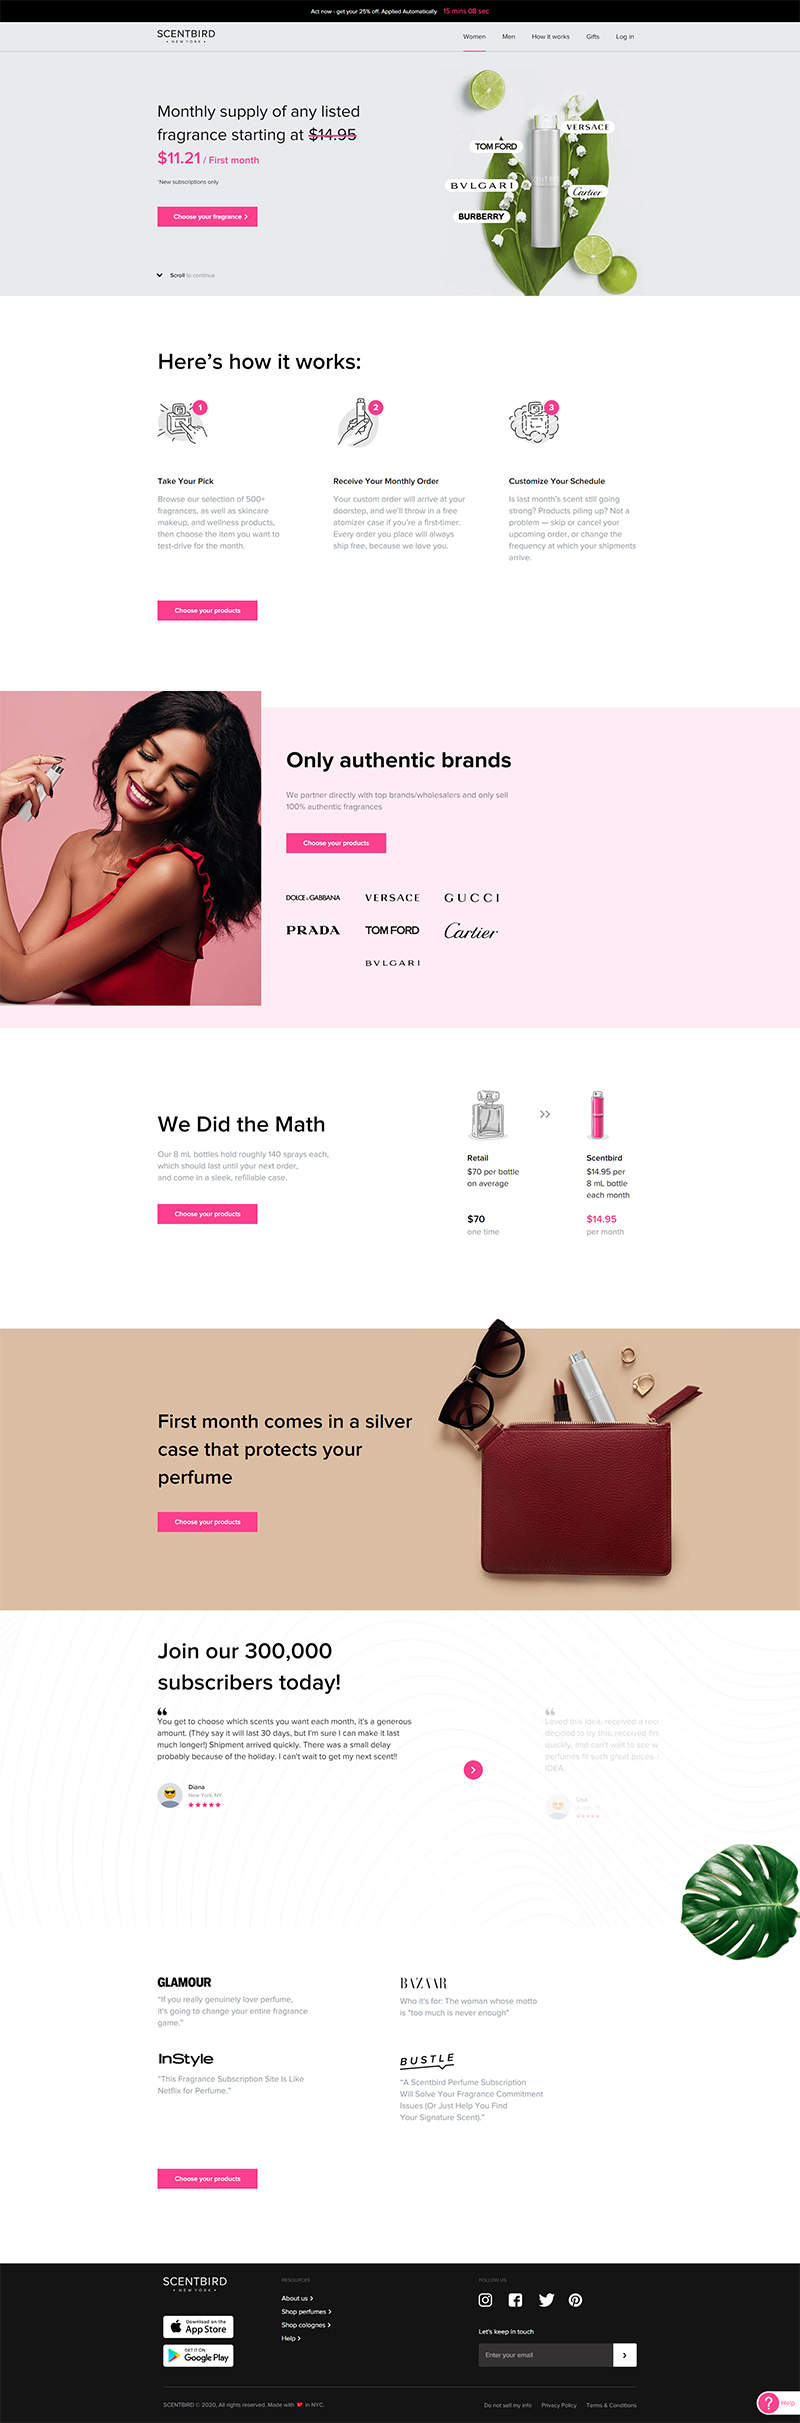 Act now - get your 25% off. Applied Automatically 15 mins 08 sec
SCENTBIRD
• NEW YORK •
Women Men How it works Gifts Log in
Monthly supply of any listed
fragrance starting at $14.95
$11.21 / First month
*New subscriptions only
Choose your fragrance
Scroll to continue
VERSACE
TOM FORD
BVLGARI
Cartier
BURBERRY
Here's how it works:
1
2
3
Take Your Pick
Browse our selection of 500+
fragrances, as well as skincare
makeup, and wellness products,
then choose the item you want to
test-drive for the month.
Receive Your Monthly Order
Your custom order will arrive at your
doorstep, and we'll throw in a free
atomizer case if you're a first-timer.
Every order you place will always
ship free, because we love you.
Customize Your Schedule
Is last month's scent still going
strong? Products piling up? Not a
problem — skip or cancel your
upcoming order, or change the
frequency at which your shipments
arrive.
Choose your products
Only authentic brands
We partner directly with top brands/wholesalers and only sell
100% authentic fragrances
Choose your products
DOLCE & GABBANA VERSACE GUCCI
PRADA TOM FORD Cartier
BVLGARI
We Did the Math
Our 8 mL bottles hold roughly 140 sprays each,
which should last until your next order,
and come in a sleek, refillable case.
Choose your products
Retail
$70 per bottle
on average
$70
one time
Scentbird
$14.95 per
8 mL bottle
each month
$14.95
per month
First month comes in a silver
case that protects your
perfume
Choose your products
Join our 300,000
subscribers today!
You get to choose which scents you want each month, it's a generous
amount. (They say it will last 30 days, but I'm sure I can make it last
much longer!) Shipment arrived quickly. There was a small delay
probably because of the holiday. I can't wait to get my next scent!!
Diana
New York, NY
Loved this idea, received a
decided to try this, received
quickly, and can't wait to see
perfumes fit such great prices.
IDEA.
Lisa
GLAMOUR
"If you really genuinely love perfume,
it's going to change your entire fragrance
game."
BAZAAR
Who it's for: The woman whose motto
is "too much is never enough"
InStyle
"This Fragrance Subscription Site Is Like
Netflix for Perfume."
BUSTLE
"A Scentbird Perfume Subscription
Will Solve Your Fragrance Commitment
Issues (Or Just Help You Find
Your Signature Scent)."
Choose your products
SCENTBIRD
• NEW YORK •
Download on the
App Store
GET IT ON
Google Play
RESOURCES
About us
Shop perfumes
Shop colognes
Help
FOLLOW US
Let's keep in touch
Enter your email
SCENTBIRD © 2020, All rights reserved. Made with ❤ in NYC.
Do not sell my info Privacy Policy Terms & Conditions
Help